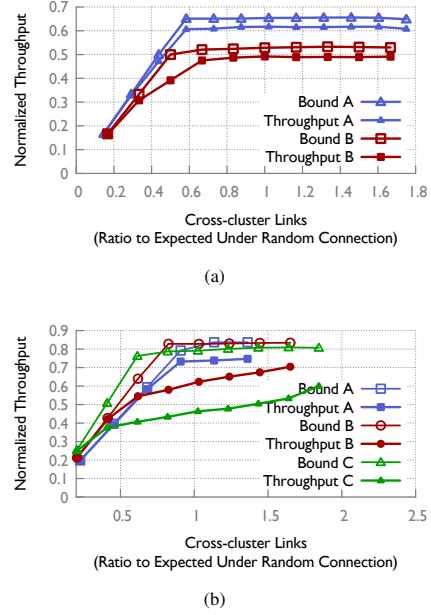 Normalized Throughput
0.7
0.6
0.5
0.4
0.3
0.2
0.1
0
Bound A
Throughput A
Bound B
Throughput B
0 0.2 0.4 0.6 0.8 1 1.2 1.4 1.6 1.8
Cross-cluster Links
(Ratio to Expected Under Random Connection)
(a)
Normalized Throughput
0.9
0.8
0.7
0.6
0.5
0.4
0.3
0.2
0.1
0
Bound A
Throughput A
Bound B
Throughput B
Bound C
Throughput C
0.5 1 1.5 2 2.5
Cross-cluster Links
(Ratio to Expected Under Random Connection)
(b)